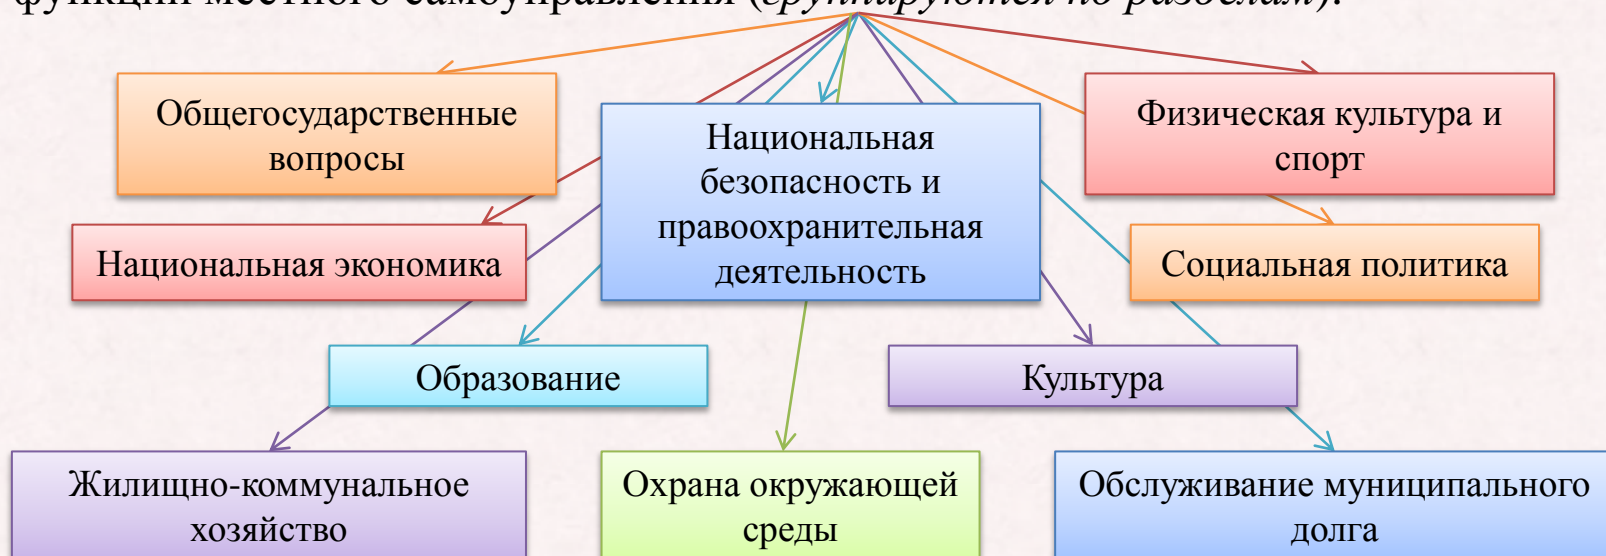 функций местного самоуправления (группируются по разделам):
Общегосударственные
вопросы
Национальная
безопасность и
правоохранительная
деятельность
Физическая культура и
спорт
Национальная экономика
Социальная политика
Образование
Культура
Жилищно-коммунальное
хозяйство
Охрана окружающей
среды
Обслуживание муниципального
долга